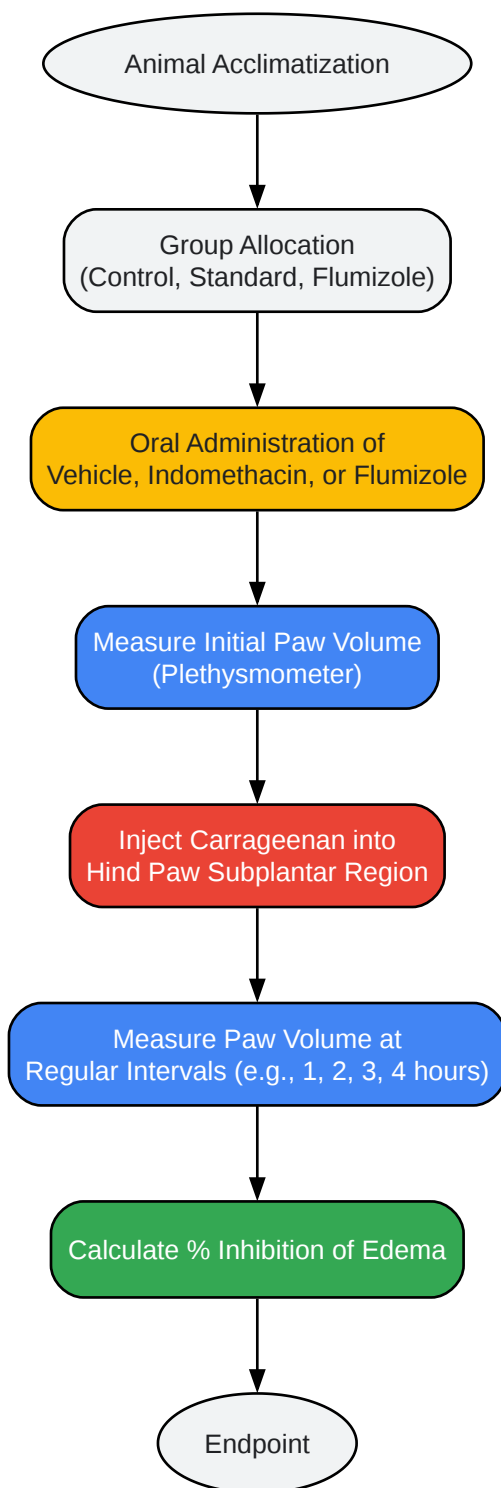 Animal Acclimatization
Group Allocation
(Control, Standard, Flumizole)
Oral Administration of
Vehicle, Indomethacin, or Flumizole
Measure Initial Paw Volume
(Plethysmometer)
Inject Carrageenan into
Hind Paw Subplantar Region
Measure Paw Volume at
Regular Intervals (e.g., 1, 2, 3, 4 hours)
Calculate % Inhibition of Edema
Endpoint